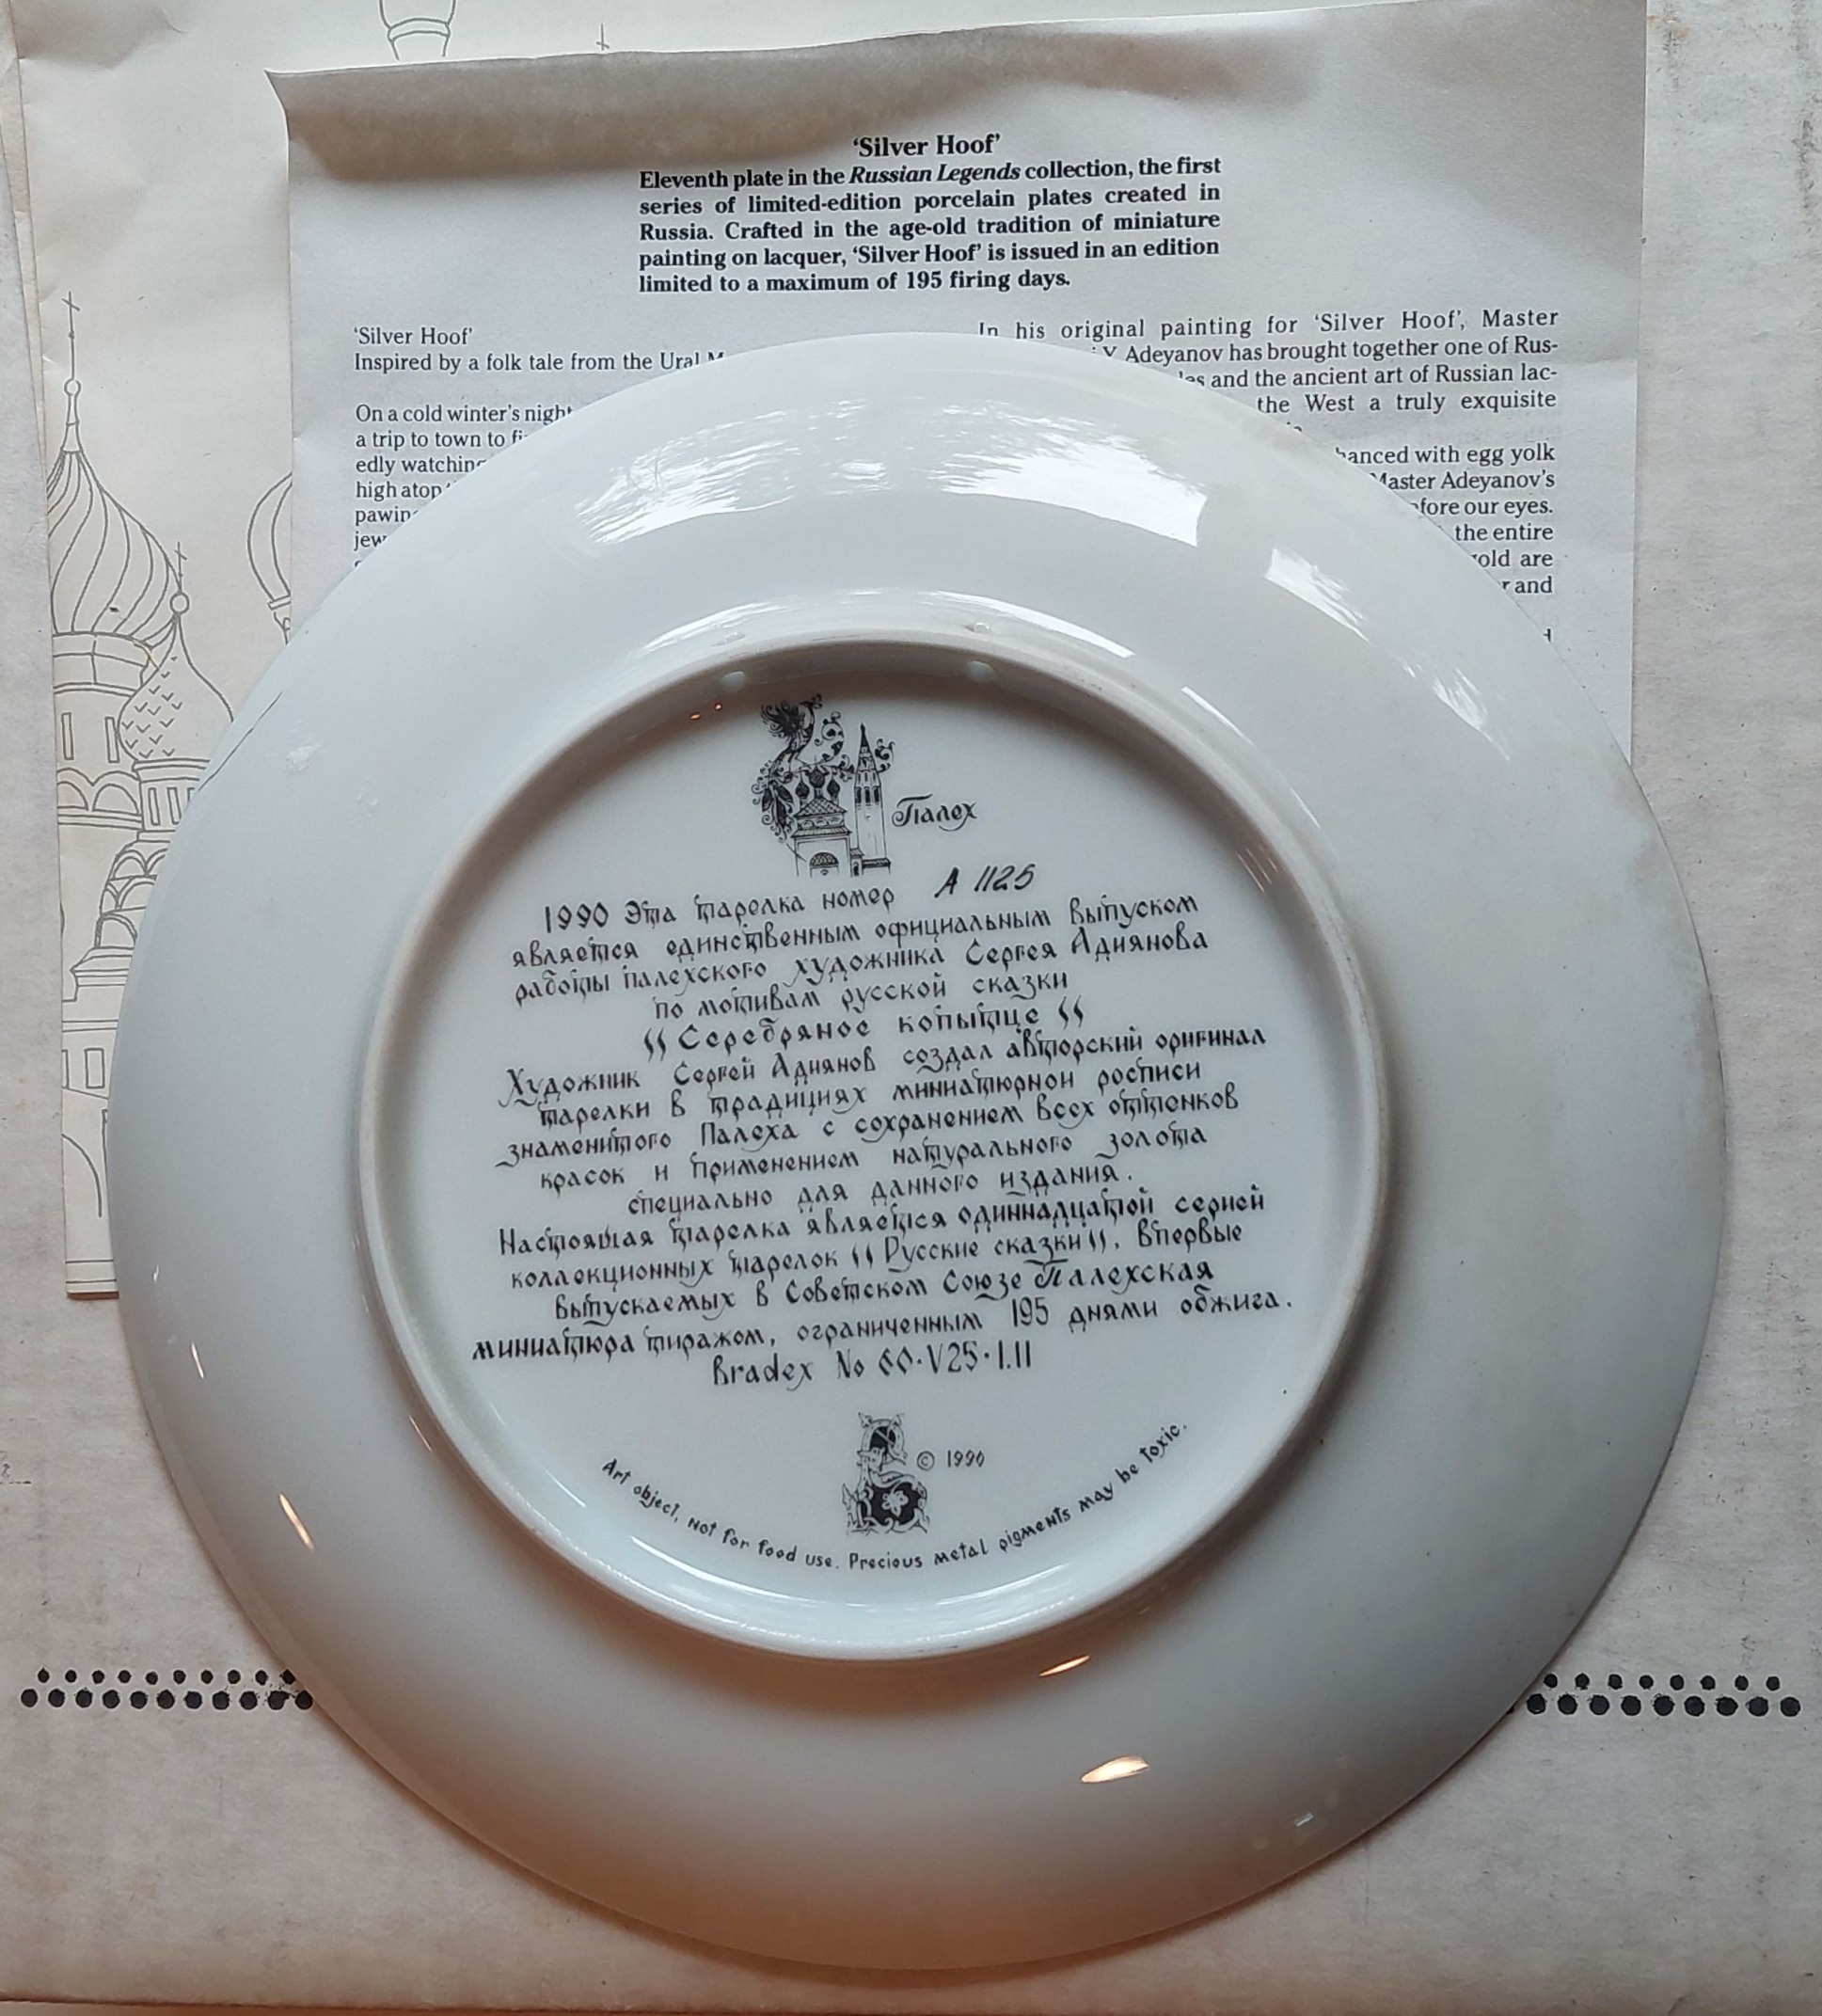 ‘Silver Hoof’
Eleventh plate in the Russian Legends collection, the first
series of limited-edition porcelain plates created in
Russia. Crafted in the age-old tradition of miniature
painting on lacquer, ‘Silver Hoof’ is issued in an edition
limited to a maximum of 195 firing days.
‘Silver Hoof’
Inspired by a folk tale from the Ural
On a cold winter's night
a trip to town to
edly watching
high atop
In his original painting for ‘Silver Hoof’, Master
Y Adeyanov has brought together one of Rus-
and the ancient art of Russian lac-
the West a truly exquisite
with egg yolk
Master Adeyanov's
our eyes.
the entire
are
and
Палех
1990 Эта тарелка номер A 1125
является единственным официальным выпуском
работы палехского художника Сергея Адиянова
по мотивам русской сказки
"Серебряное копытце"
Художник Сергей Адиянов создал авторский оригинал
тарелки в традициях миниатюрной росписи
знаменитого Палеха с сохранением всех оттенков
красок и применением натурального золота
специально для данного издания.
Настоящая тарелка является одиннадцатой серией
коллекционных тарелок "Русские сказки". Впервые
выпускаемых в Советском Союзе Палехская
миниатюра тиражом, ограниченным 195 днями обжига.
Bradex No 60·V25·1.11
© 1990
Art object, not for food use. Precious metal pigments may be toxic.